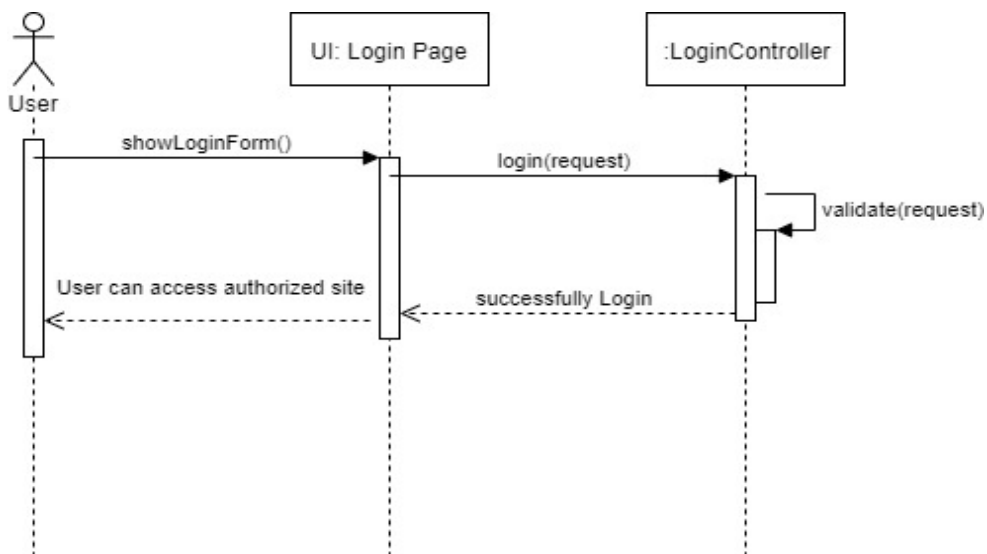 UI: Login Page
:LoginController
User
showLoginForm()
login(request)
validate(request)
User can access authorized site
successfully Login